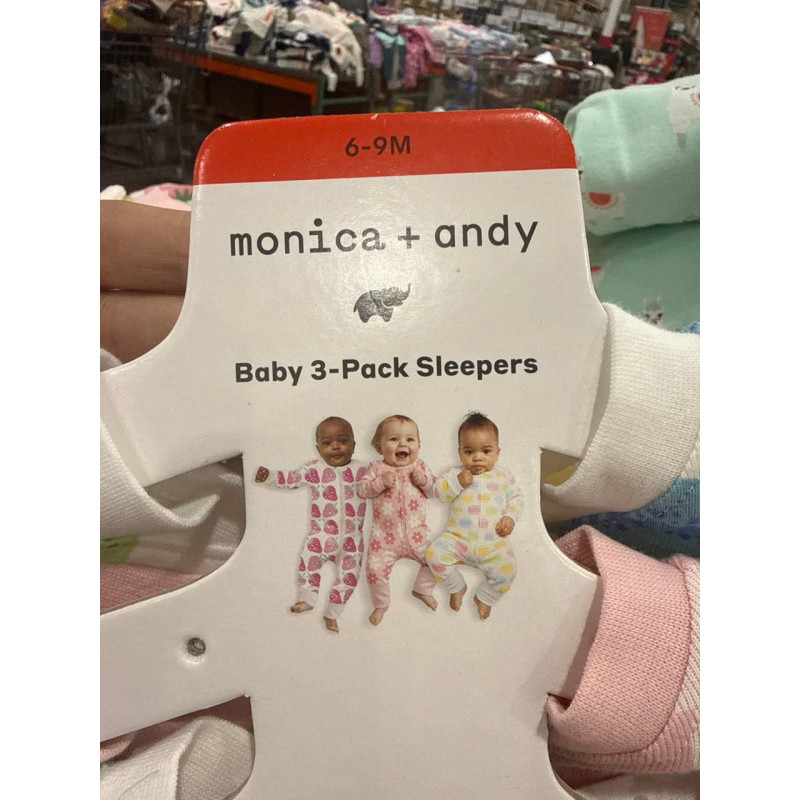 6-9M
monica + andy
Baby 3-Pack Sleepers